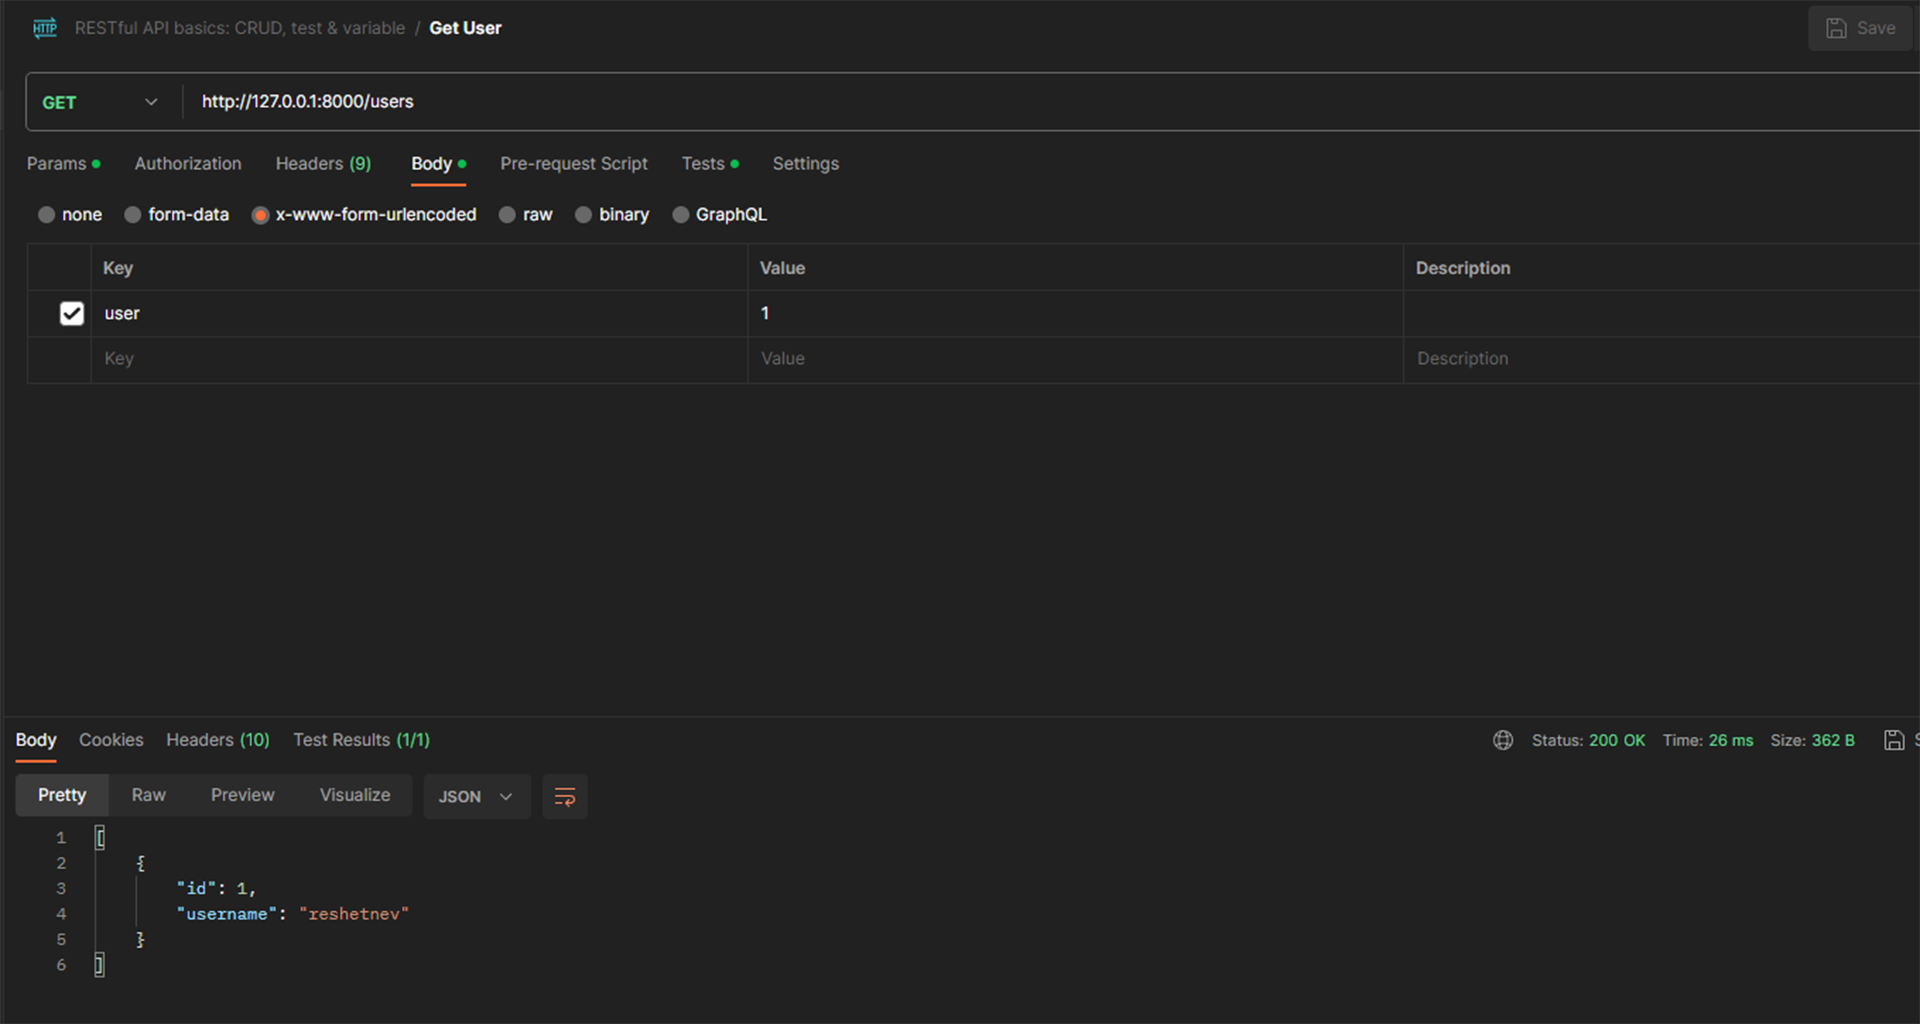 HTTP RESTful API basics: CRUD, test & variable / Get User Save
GET http://127.0.0.1:8000/users
Params Authorization Headers (9) Body Pre-request Script Tests Settings
none form-data x-www-form-urlencoded raw binary GraphQL
Key Value Description
user 1
Key Value Description
Body Cookies Headers (10) Test Results (1/1) Status: 200 OK Time: 26 ms Size: 362 B
Pretty Raw Preview Visualize JSON
1 [
2 {
3 "id": 1,
4 "username": "reshetnev"
5 }
6 ]